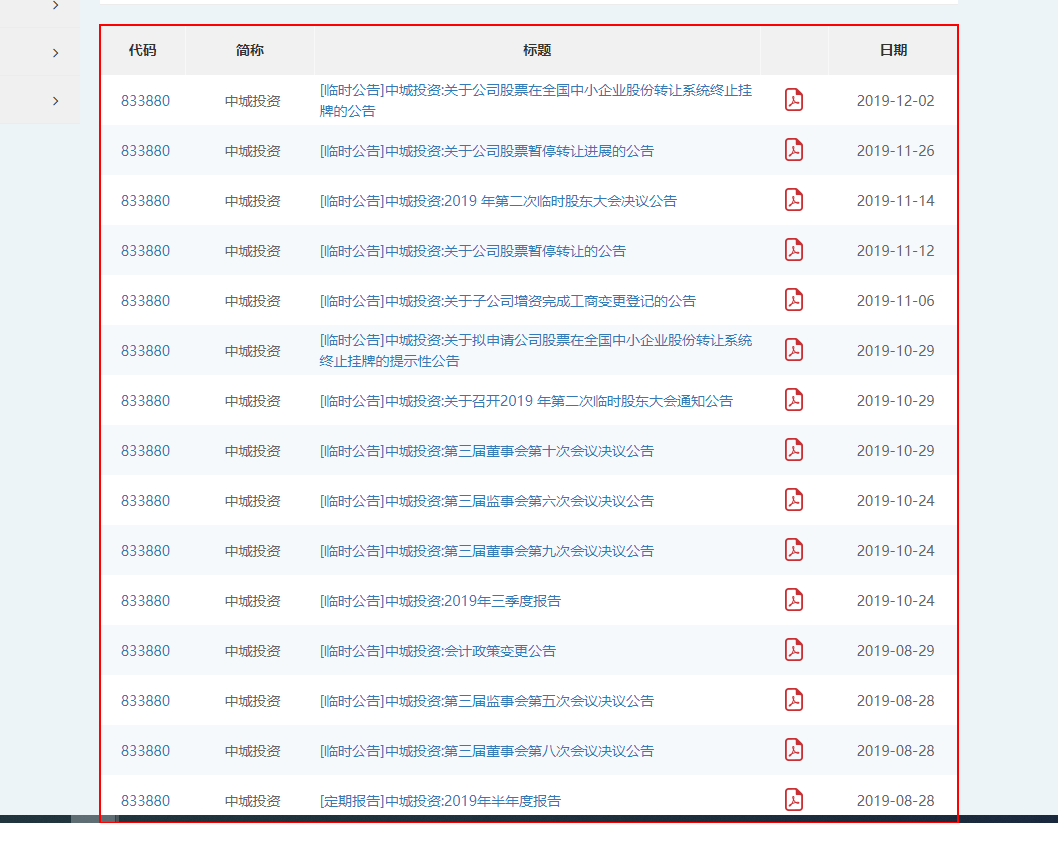 代码 简称 标题 日期
833880 中城投资 [临时公告]中城投资:关于公司股票在全国中小企业股份转让系统终止挂 2019-12-02
牌的公告
833880 中城投资 [临时公告]中城投资:关于公司股票暂停转让进展的公告 2019-11-26
833880 中城投资 [临时公告]中城投资:2019 年第二次临时股东大会决议公告 2019-11-14
833880 中城投资 [临时公告]中城投资:关于公司股票暂停转让的公告 2019-11-12
833880 中城投资 [临时公告]中城投资:关于子公司增资完成工商变更登记的公告 2019-11-06
833880 中城投资 [临时公告]中城投资:关于拟申请公司股票在全国中小企业股份转让系统 2019-10-29
终止挂牌的提示性公告
833880 中城投资 [临时公告]中城投资:关于召开2019 年第二次临时股东大会通知公告 2019-10-29
833880 中城投资 [临时公告]中城投资:第三届董事会第十次会议决议公告 2019-10-29
833880 中城投资 [临时公告]中城投资:第三届监事会第六次会议决议公告 2019-10-24
833880 中城投资 [临时公告]中城投资:第三届董事会第九次会议决议公告 2019-10-24
833880 中城投资 [临时公告]中城投资:2019年三季度报告 2019-10-24
833880 中城投资 [临时公告]中城投资:会计政策变更公告 2019-08-29
833880 中城投资 [临时公告]中城投资:第三届监事会第五次会议决议公告 2019-08-28
833880 中城投资 [临时公告]中城投资:第三届董事会第八次会议决议公告 2019-08-28
833880 中城投资 [定期报告]中城投资:2019年半年度报告 2019-08-28